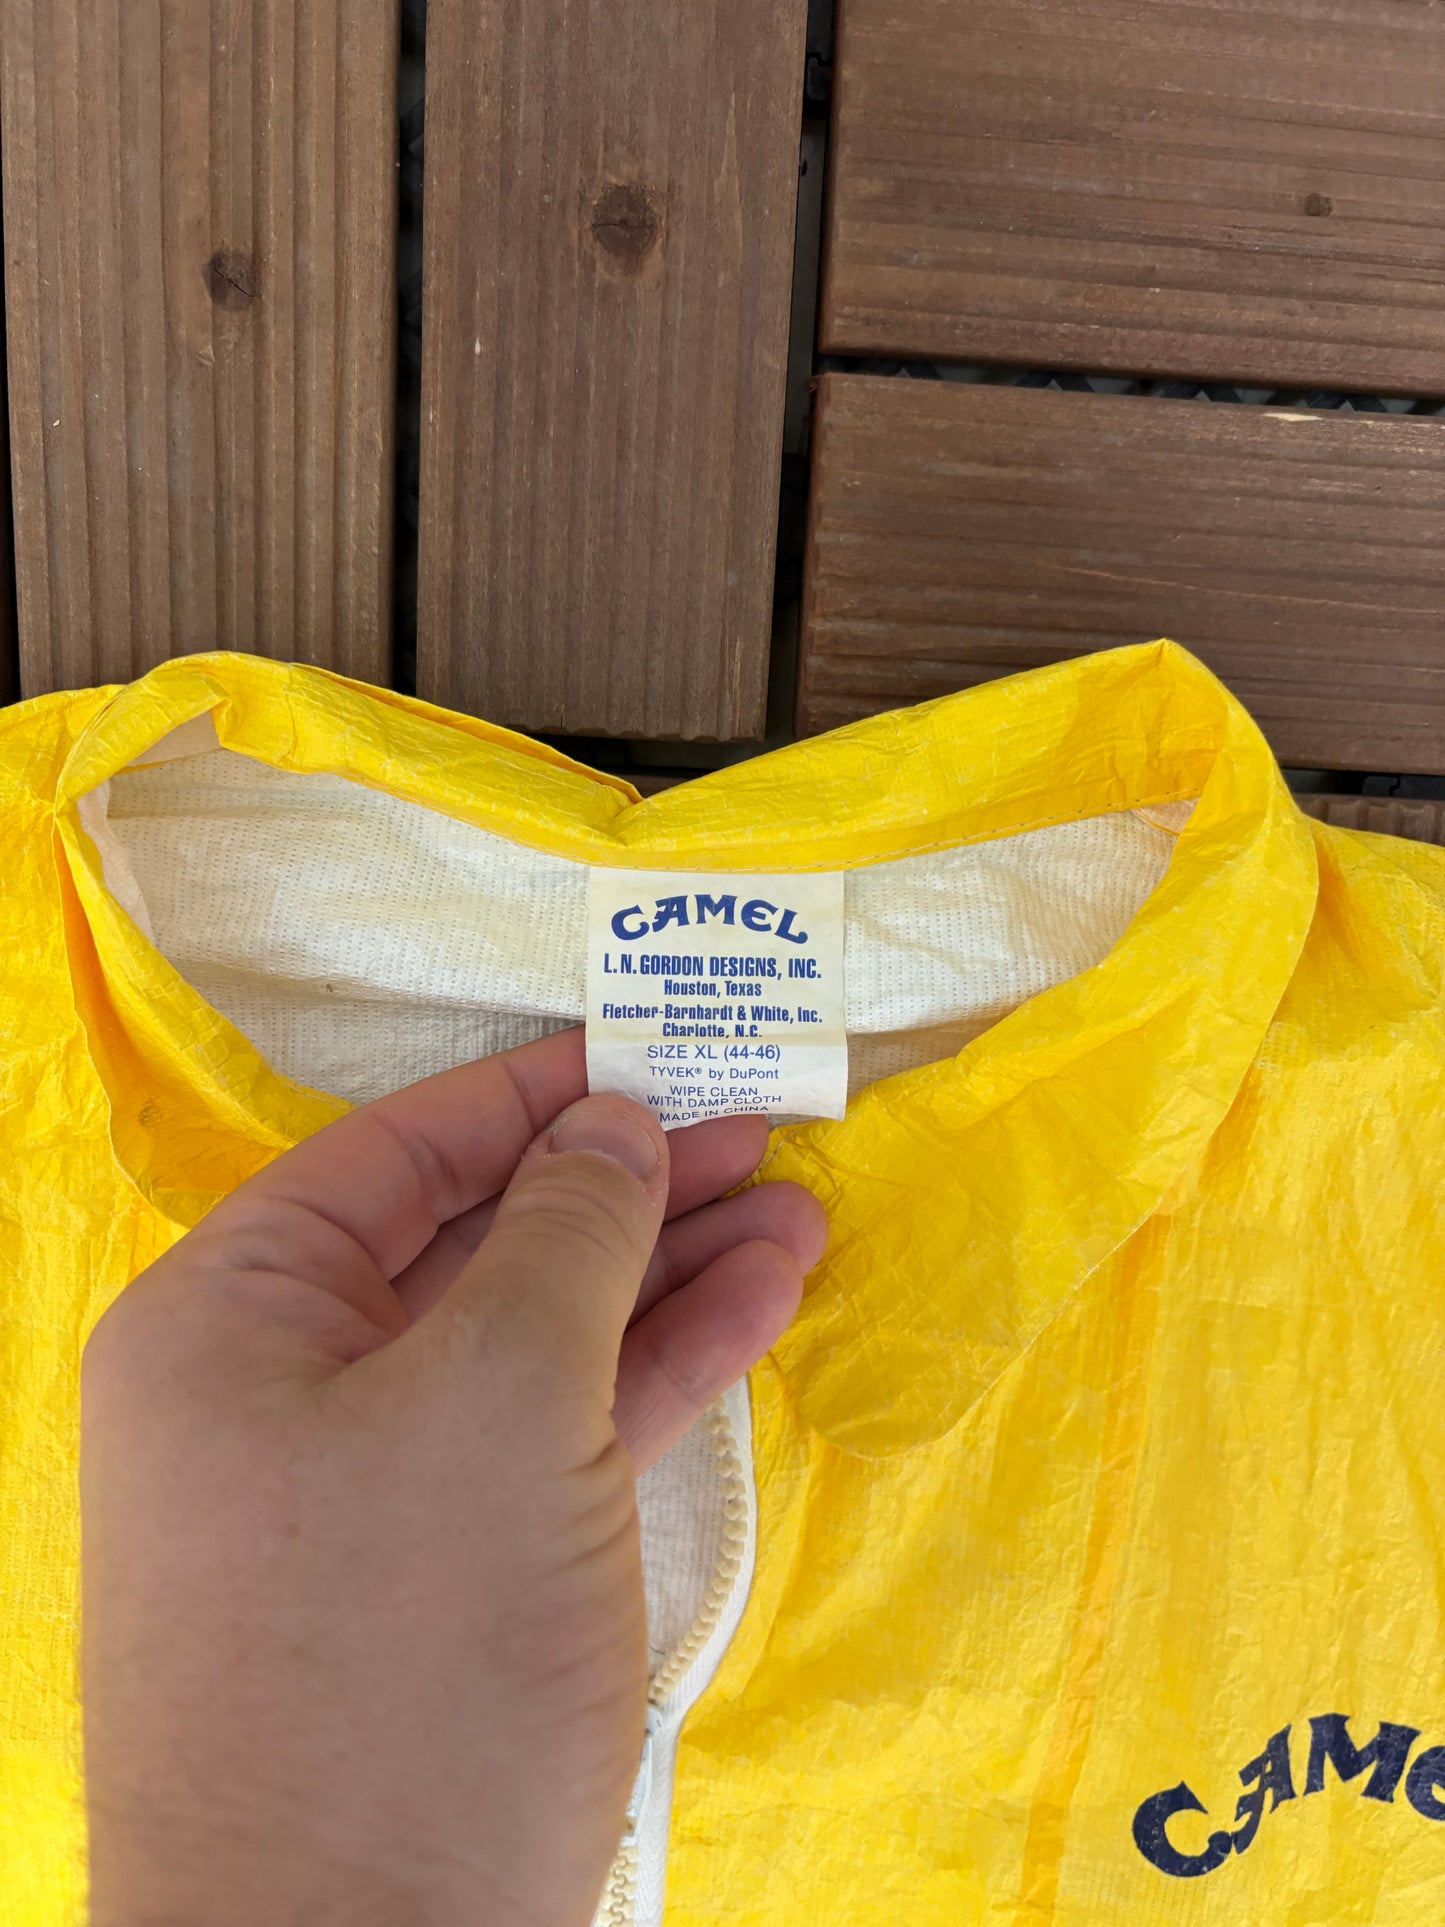 CAMEL
L.N. GORDON DESIGNS, INC.
Houston, Texas
Fletcher-Barnhardt & White, Inc.
Charlotte, N.C.
SIZE XL (44-46)
TYVEK® by DuPont
WIPE CLEAN
WITH DAMP CLOTH
MADE IN CHINA
CAME